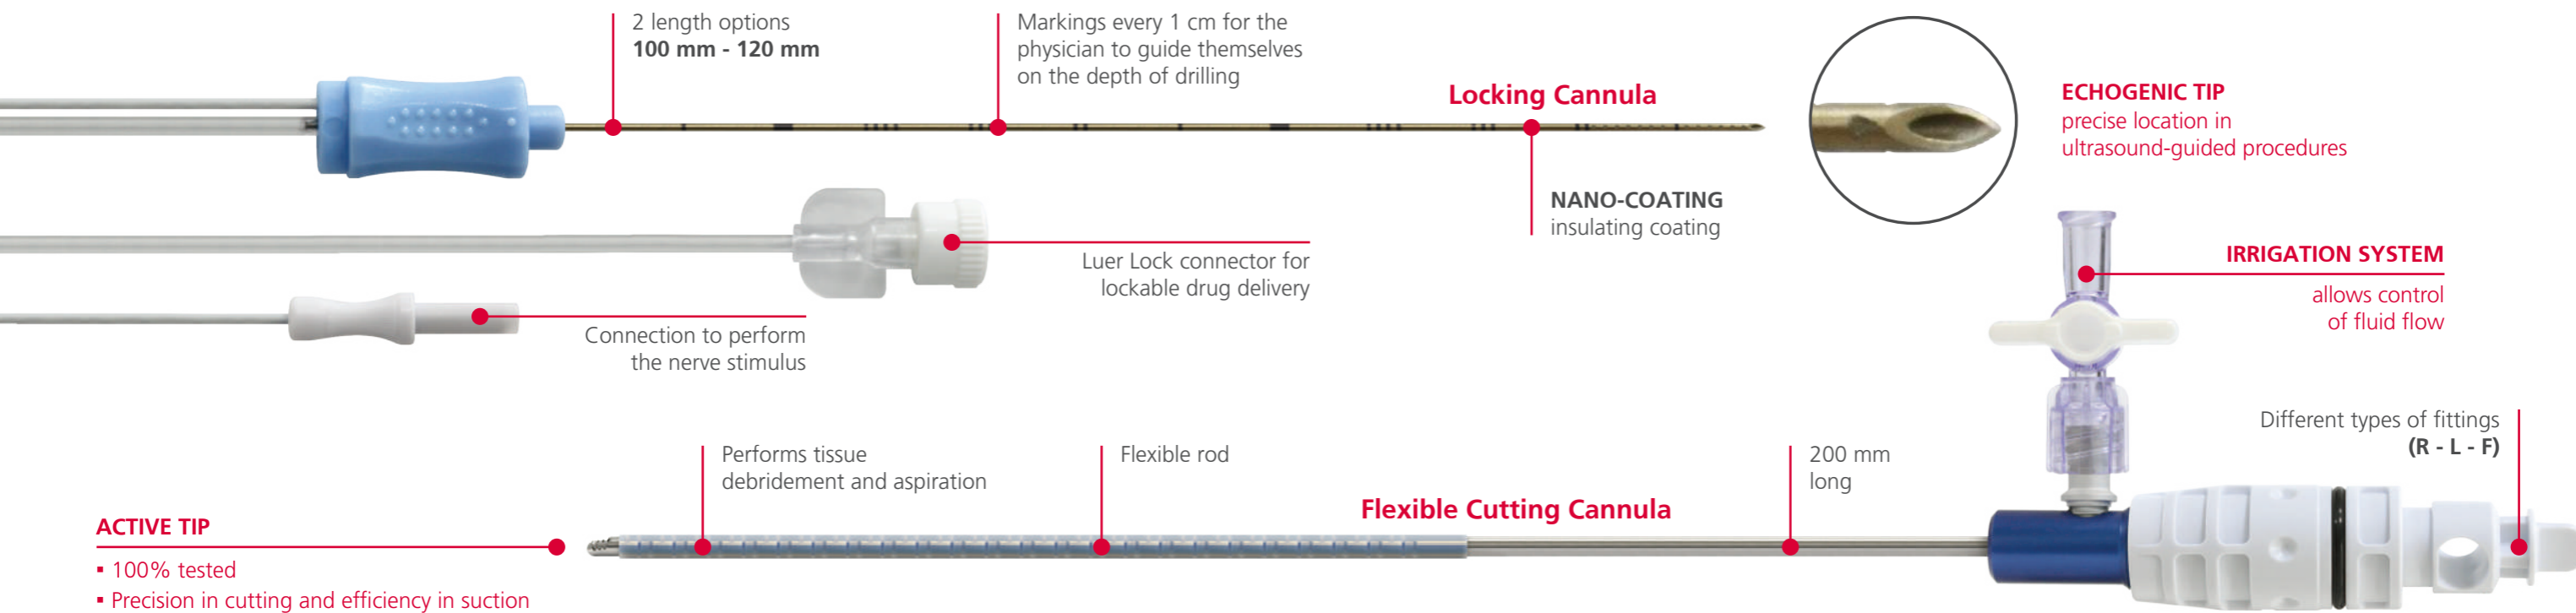 2 length options
100 mm - 120 mm
Markings every 1 cm for the
physician to guide themselves
on the depth of drilling
Locking Cannula
ECHOGENIC TIP
precise location in
ultrasound-guided procedures
NANO-COATING
insulating coating
Luer Lock connector for
lockable drug delivery
Connection to perform
the nerve stimulus
IRRIGATION SYSTEM
allows control
of fluid flow
Different types of fittings
(R - L - F)
Performs tissue
debridement and aspiration
Flexible rod
200 mm
long
Flexible Cutting Cannula
ACTIVE TIP
▪ 100% tested
▪ Precision in cutting and efficiency in suction